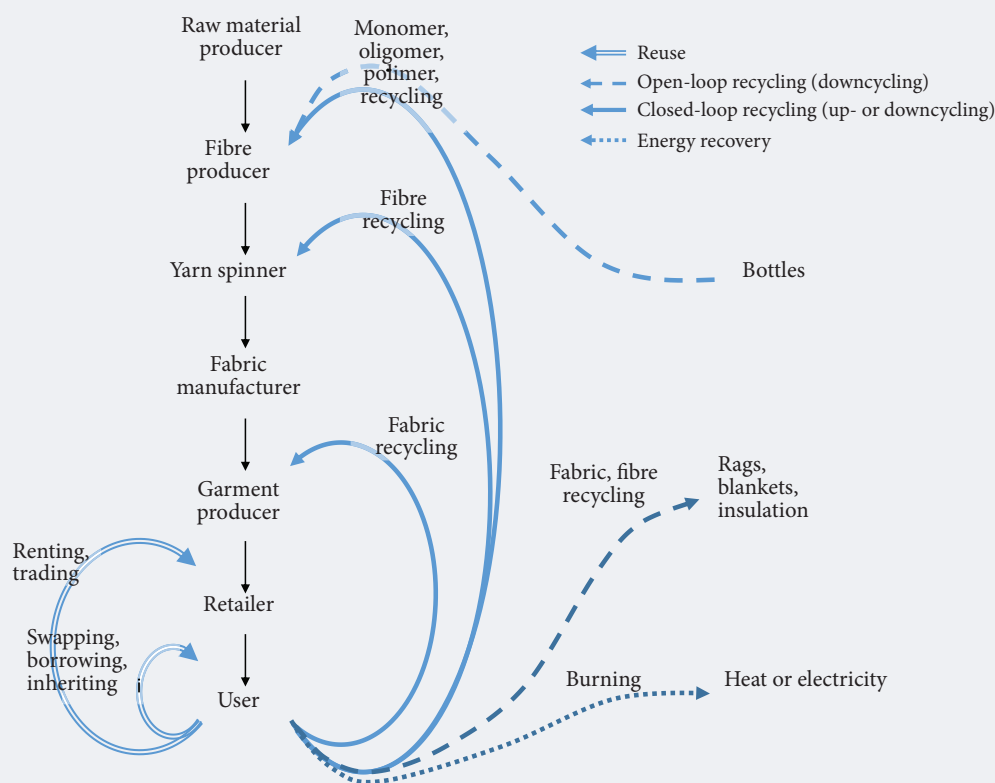 Raw material
producer
Monomer,
oligomer,
polimer,
recycling
Reuse
Open-loop recycling (downcycling)
Closed-loop recycling (up- or downcycling)
Energy recovery
Fibre
producer
Fibre
recycling
Yarn spinner
Bottles
Fabric
manufacturer
Fabric
recycling
Garment
producer
Fabric, fibre
recycling
Rags,
blankets,
insulation
Renting,
trading
Retailer
Swapping,
borrowing,
inheriting
i
User
Burning
Heat or electricity